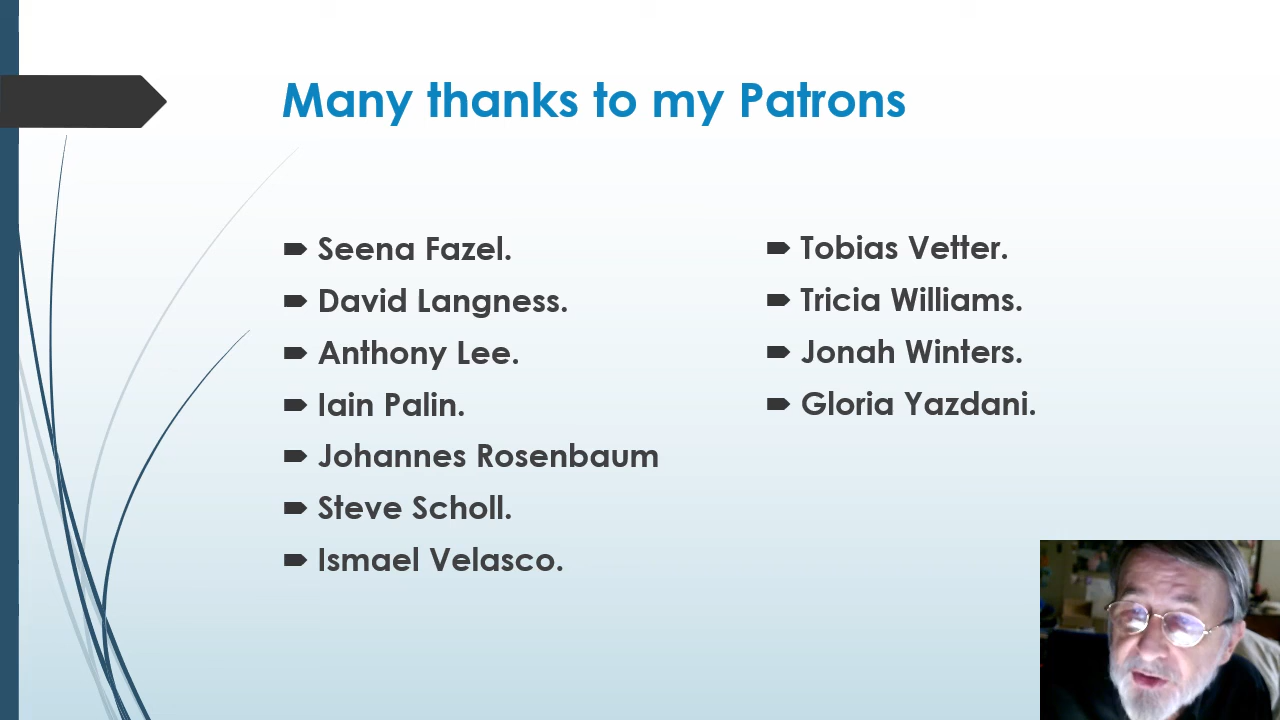 Many thanks to my Patrons
Seena Fazel.
David Langness.
Anthony Lee.
Iain Palin.
Johannes Rosenbaum
Steve Scholl.
Ismael Velasco.
Tobias Vetter.
Tricia Williams.
Jonah Winters.
Gloria Yazdani.